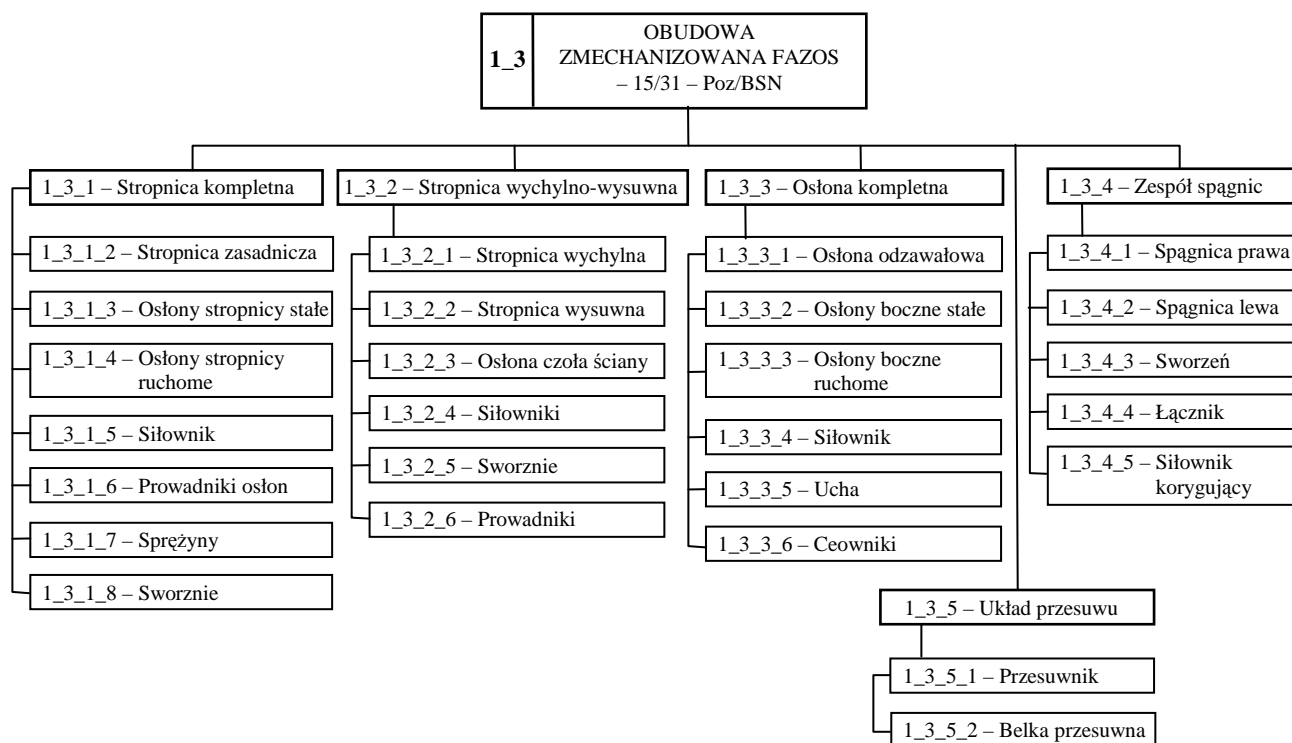 1_3
OBUDOWA
ZMECHANIZOWANA FAZOS
– 15/31 – Poz/BSN
1_3_1 – Stropnica kompletna
1_3_1_2 – Stropnica zasadnicza
1_3_1_3 – Osłony stropnicy stałe
1_3_1_4 – Osłony stropnicy
ruchome
1_3_1_5 – Siłownik
1_3_1_6 – Prowadniki osłon
1_3_1_7 – Sprężyny
1_3_1_8 – Sworznie
1_3_2 – Stropnica wychylno-wysuwna
1_3_2_1 – Stropnica wychylna
1_3_2_2 – Stropnica wysuwna
1_3_2_3 – Osłona czoła ściany
1_3_2_4 – Siłowniki
1_3_2_5 – Sworznie
1_3_2_6 – Prowadniki
1_3_3 – Osłona kompletna
1_3_3_1 – Osłona odzawałowa
1_3_3_2 – Osłony boczne stałe
1_3_3_3 – Osłony boczne
ruchome
1_3_3_4 – Siłownik
1_3_3_5 – Ucha
1_3_3_6 – Ceowniki
1_3_4 – Zespół spągnic
1_3_4_1 – Spągnica prawa
1_3_4_2 – Spągnica lewa
1_3_4_3 – Sworzeń
1_3_4_4 – Łącznik
1_3_4_5 – Siłownik
korygujący
1_3_5 – Układ przesuwu
1_3_5_1 – Przesuwnik
1_3_5_2 – Belka przesuwna